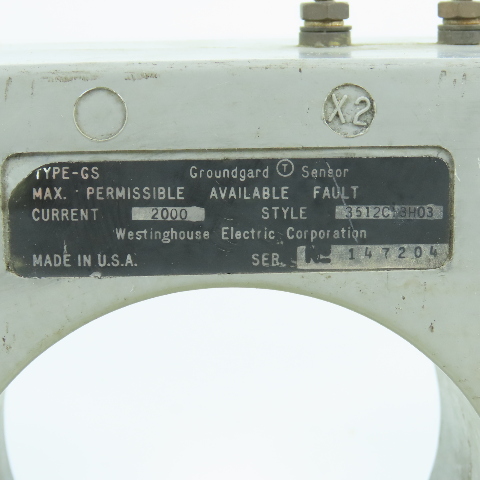 X2
TYPE-GS Groundgard Ⓣ Sensor
MAX. PERMISSIBLE AVAILABLE FAULT
CURRENT 2000 STYLE
Westinghouse Electric Corporation
MADE IN U.S.A. SER. 147204